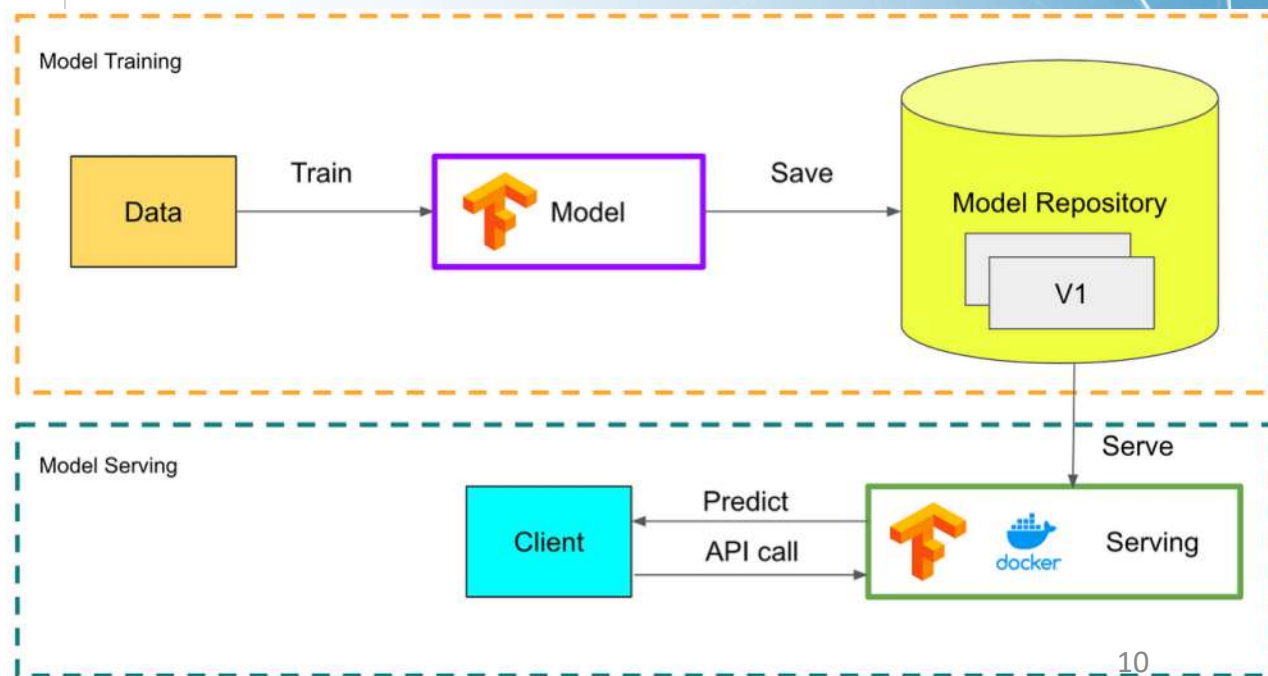 Model Training
Train
Save
Data
Model
Model Repository
V1
Serve
Model Serving
Predict
Client
API call
docker
Serving
10